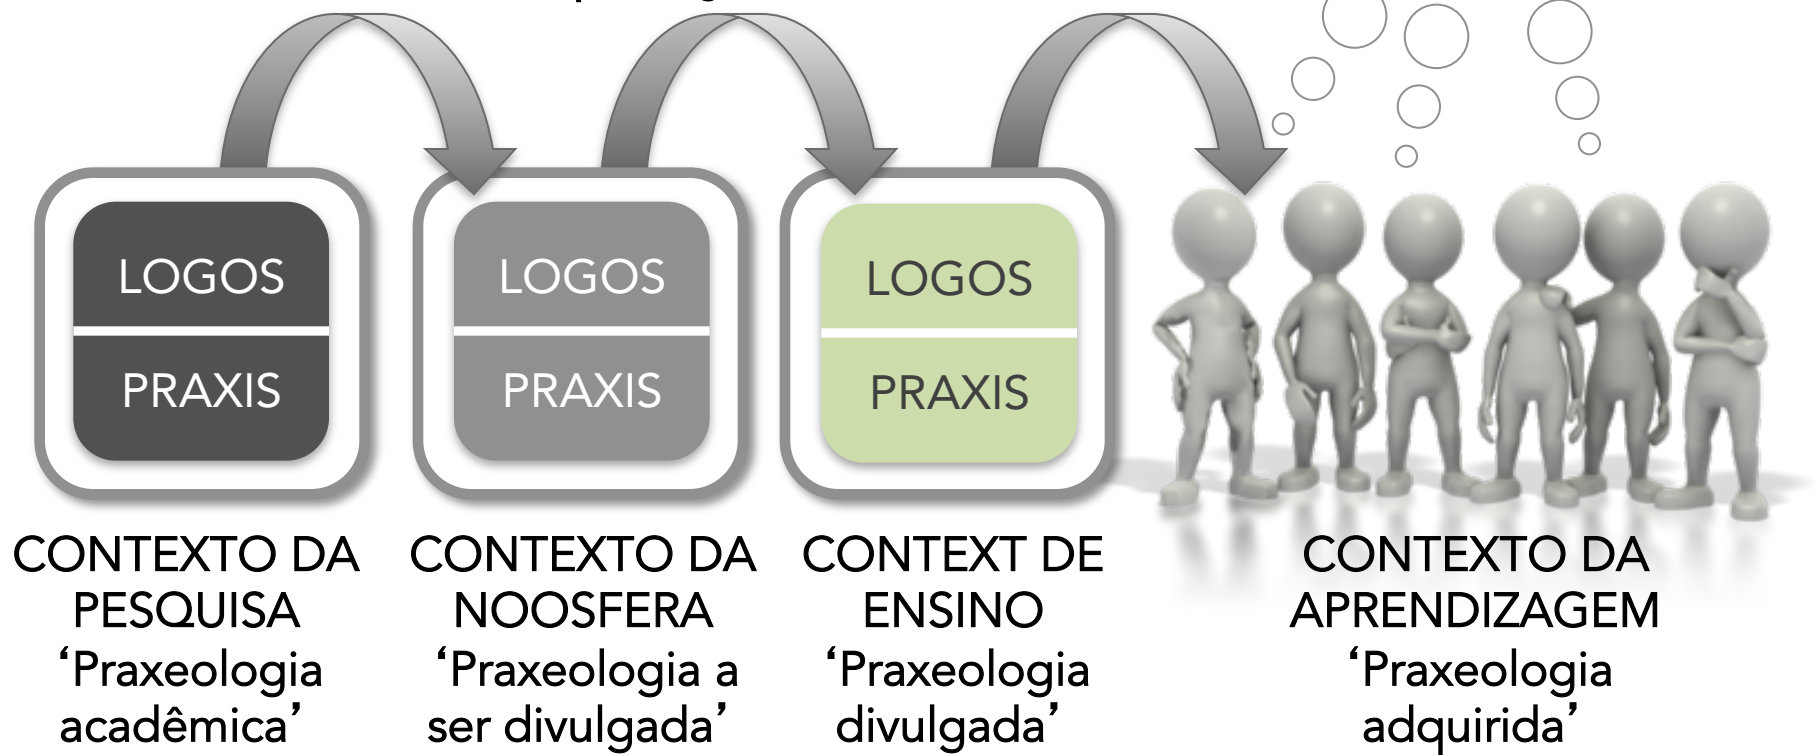 LOGOS
PRAXIS
LOGOS
PRAXIS
LOGOS
PRAXIS
CONTEXTO DA
PESQUISA
‘Praxeologia
acadêmica’
CONTEXTO DA
NOOSFERA
‘Praxeologia a
ser divulgada’
CONTEXT DE
ENSINO
‘Praxeologia
divulgada’
CONTEXTO DA
APRENDIZAGEM
‘Praxeologia
adquirida’